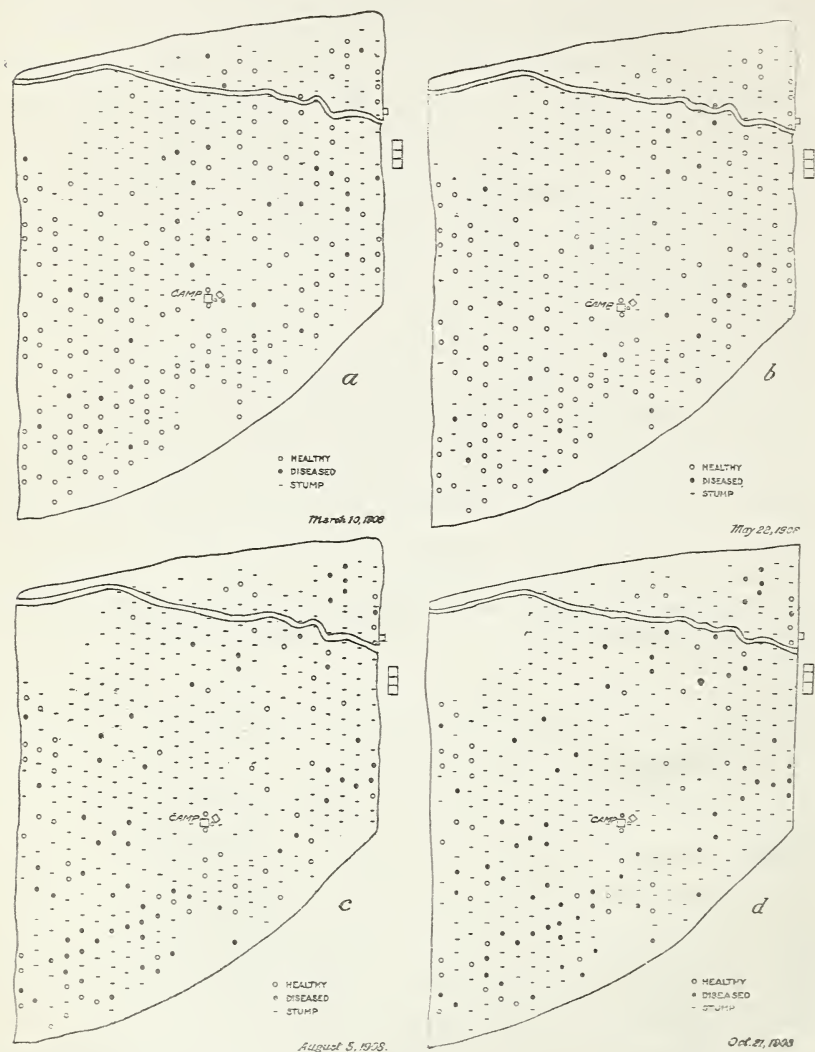 CAMP
a
○ HEALTHY
● DISEASED
- STUMP
March 10, 1908
CAMP
b
○ HEALTHY
● DISEASED
- STUMP
May 22, 1908
CAMP
c
○ HEALTHY
● DISEASED
- STUMP
August 5, 1908.
CAMP
d
○ HEALTHY
● DISEASED
- STUMP
Oct. 21, 1908